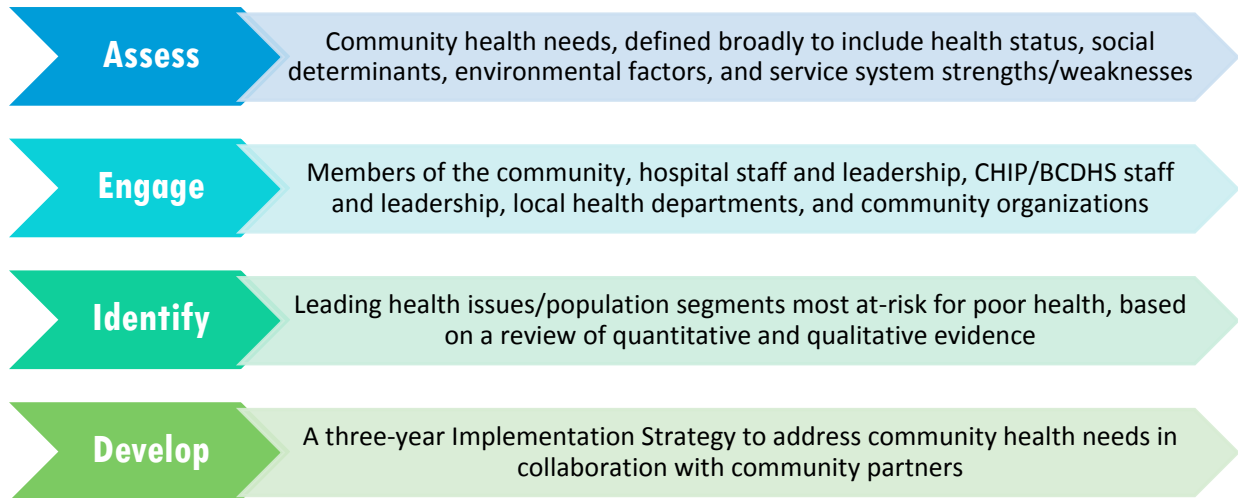 Assess
Community health needs, defined broadly to include health status, social
determinants, environmental factors, and service system strengths/weaknesses
Engage
Members of the community, hospital staff and leadership, CHIP/BCDHS staff
and leadership, local health departments, and community organizations
Identify
Leading health issues/population segments most at-risk for poor health, based
on a review of quantitative and qualitative evidence
Develop
A three-year Implementation Strategy to address community health needs in
collaboration with community partners